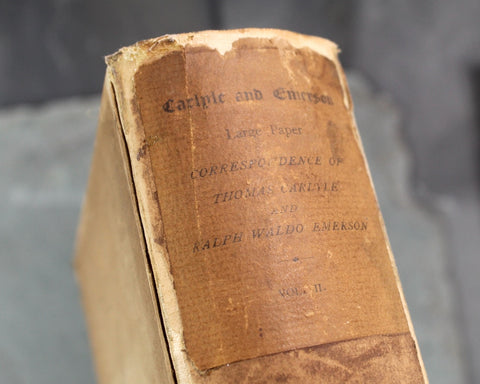 Carlyle and Emerson
Large Paper
CORRESPONDENCE OF
THOMAS CARLYLE
AND
RALPH WALDO EMERSON
VOL. II.